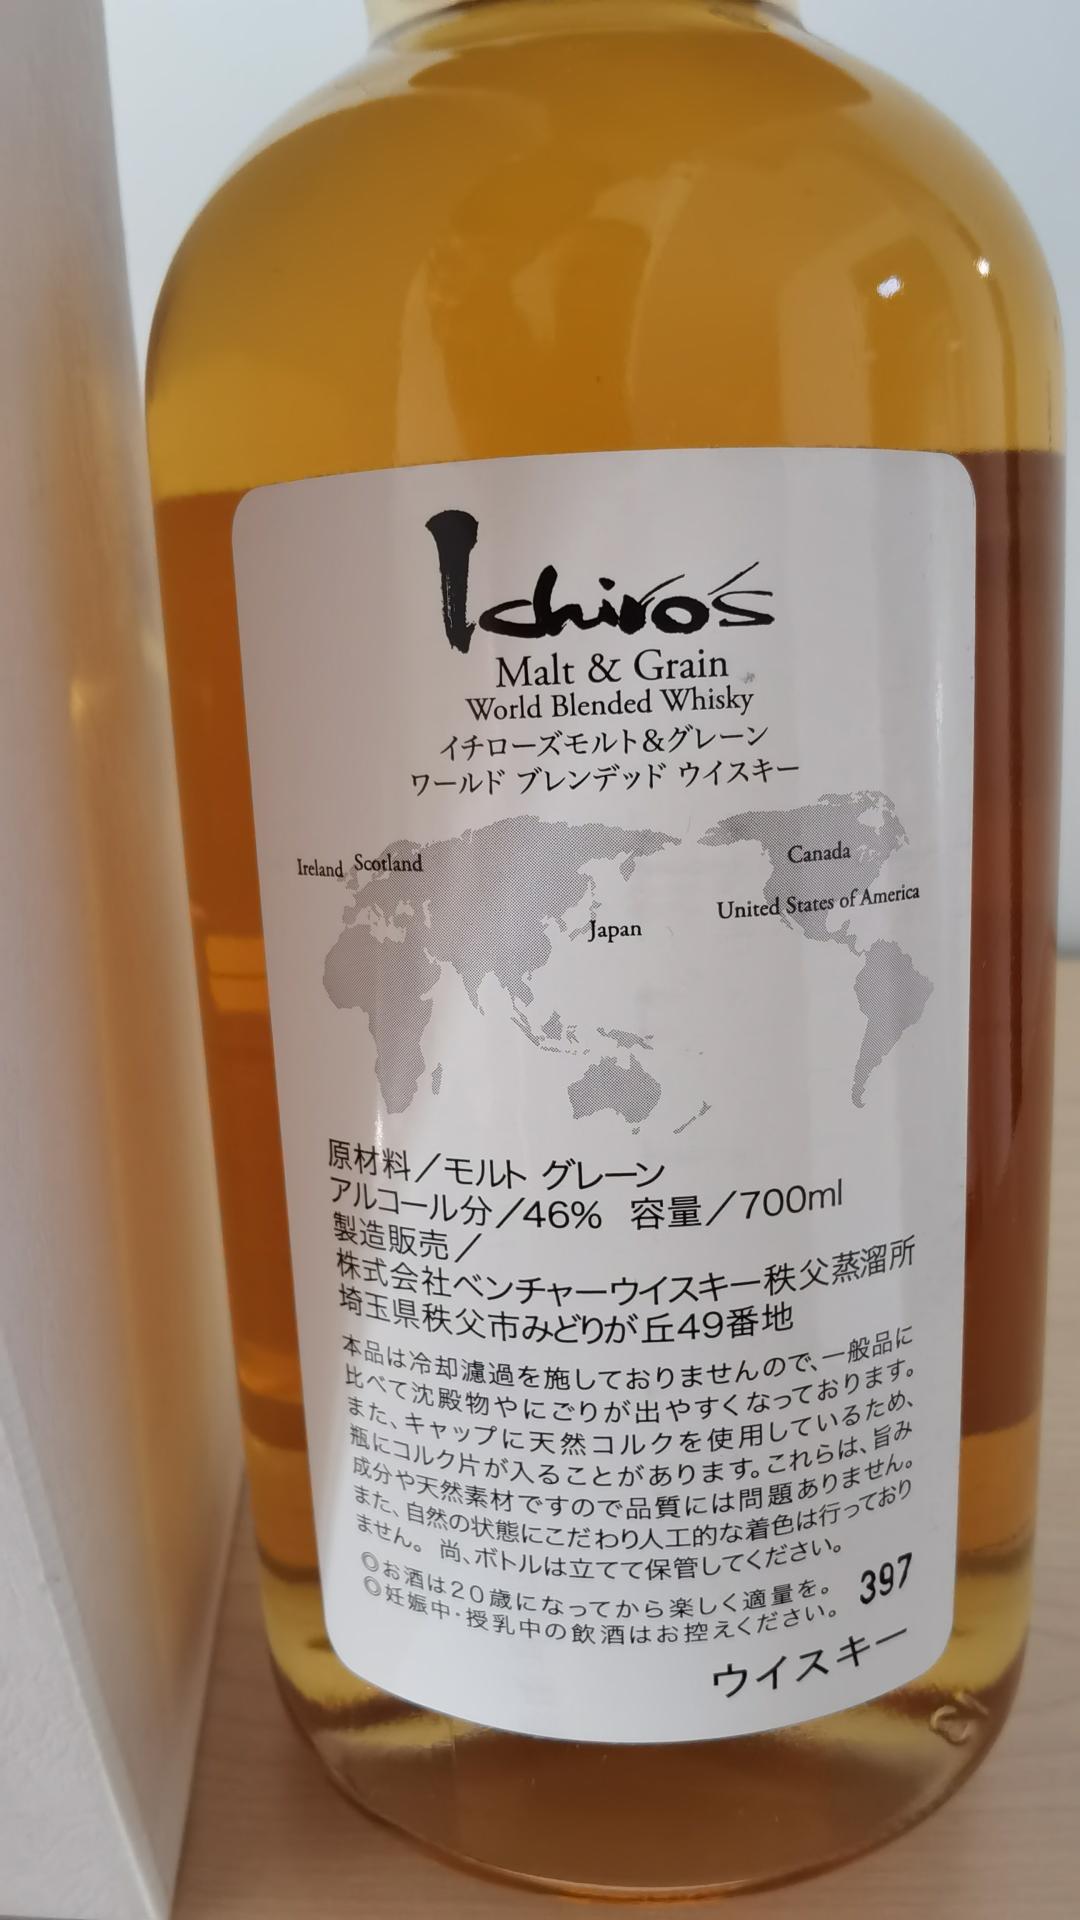 Ichiro's
Malt & Grain
World Blended Whisky
イチローズモルト&グレーン
ワールド ブレンデッド ウイスキー
Ireland Scotland
Canada
United States of America
Japan
原材料／モルト グレーン
アルコール分／46% 容量／700ml
製造販売／
株式会社ベンチャーウイスキー秩父蒸溜所
埼玉県秩父市みどりが丘49番地
本品は冷却濾過を施しておりませんので、一般品に
比べて沈殿物やにごりが出やすくなっております。
また、キャップに天然コルクを使用しているため、
瓶にコルク片が入ることがあります。これらは、旨み
成分や天然素材ですので品質には問題ありません。
また、自然の状態にこだわり人工的な着色は行っており
ません。尚、ボトルは立てて保管してください。
◎お酒は20歳になってから楽しく適量を。
◎妊娠中・授乳中の飲酒はお控えください。
397
ウイスキー